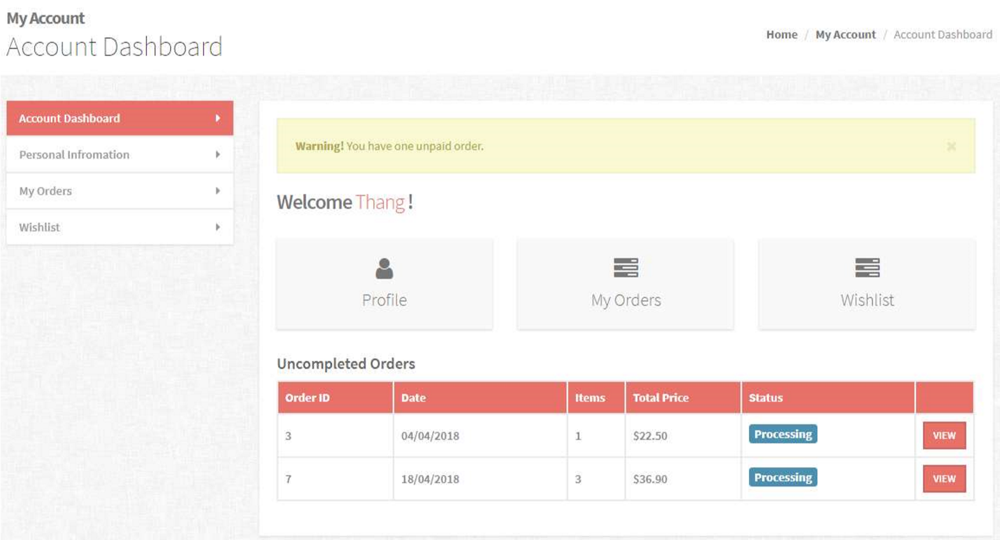 My Account
Account Dashboard
Home / My Account / Account Dashboard
Account Dashboard
Personal Infromation
My Orders
Wishlist
Warning! You have one unpaid order.
Welcome Thang !
Profile
My Orders
Wishlist
Uncompleted Orders
Order ID Date Items Total Price Status
3 04/04/2018 1 $22.50 Processing VIEW
7 18/04/2018 3 $36.90 Processing VIEW